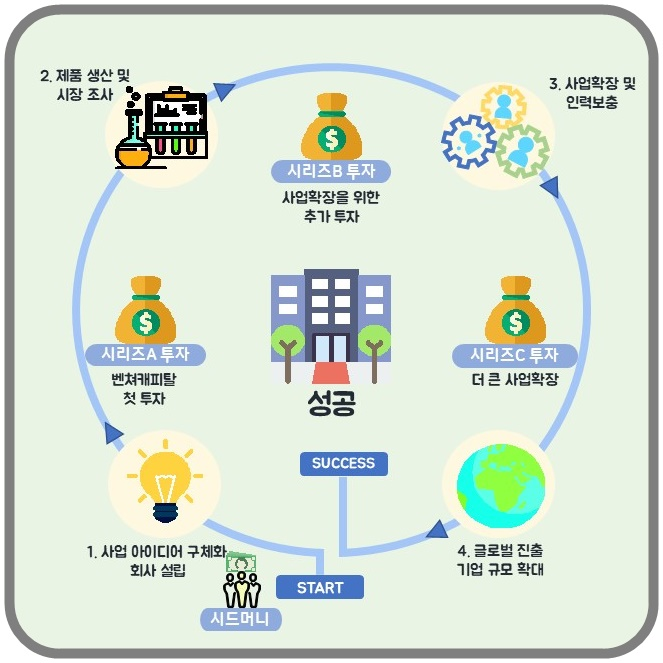 2. 제품 생산 및
시장 조사
3. 사업확장 및
인력보충
$
시리즈B 투자
사업확장을 위한
추가 투자
$
시리즈A 투자
벤쳐캐피탈
첫 투자
$
시리즈C 투자
더 큰 사업확장
성공
SUCCESS
1. 사업 아이디어 구체화
회사 설립
4. 글로벌 진출
기업 규모 확대
START
시드머니